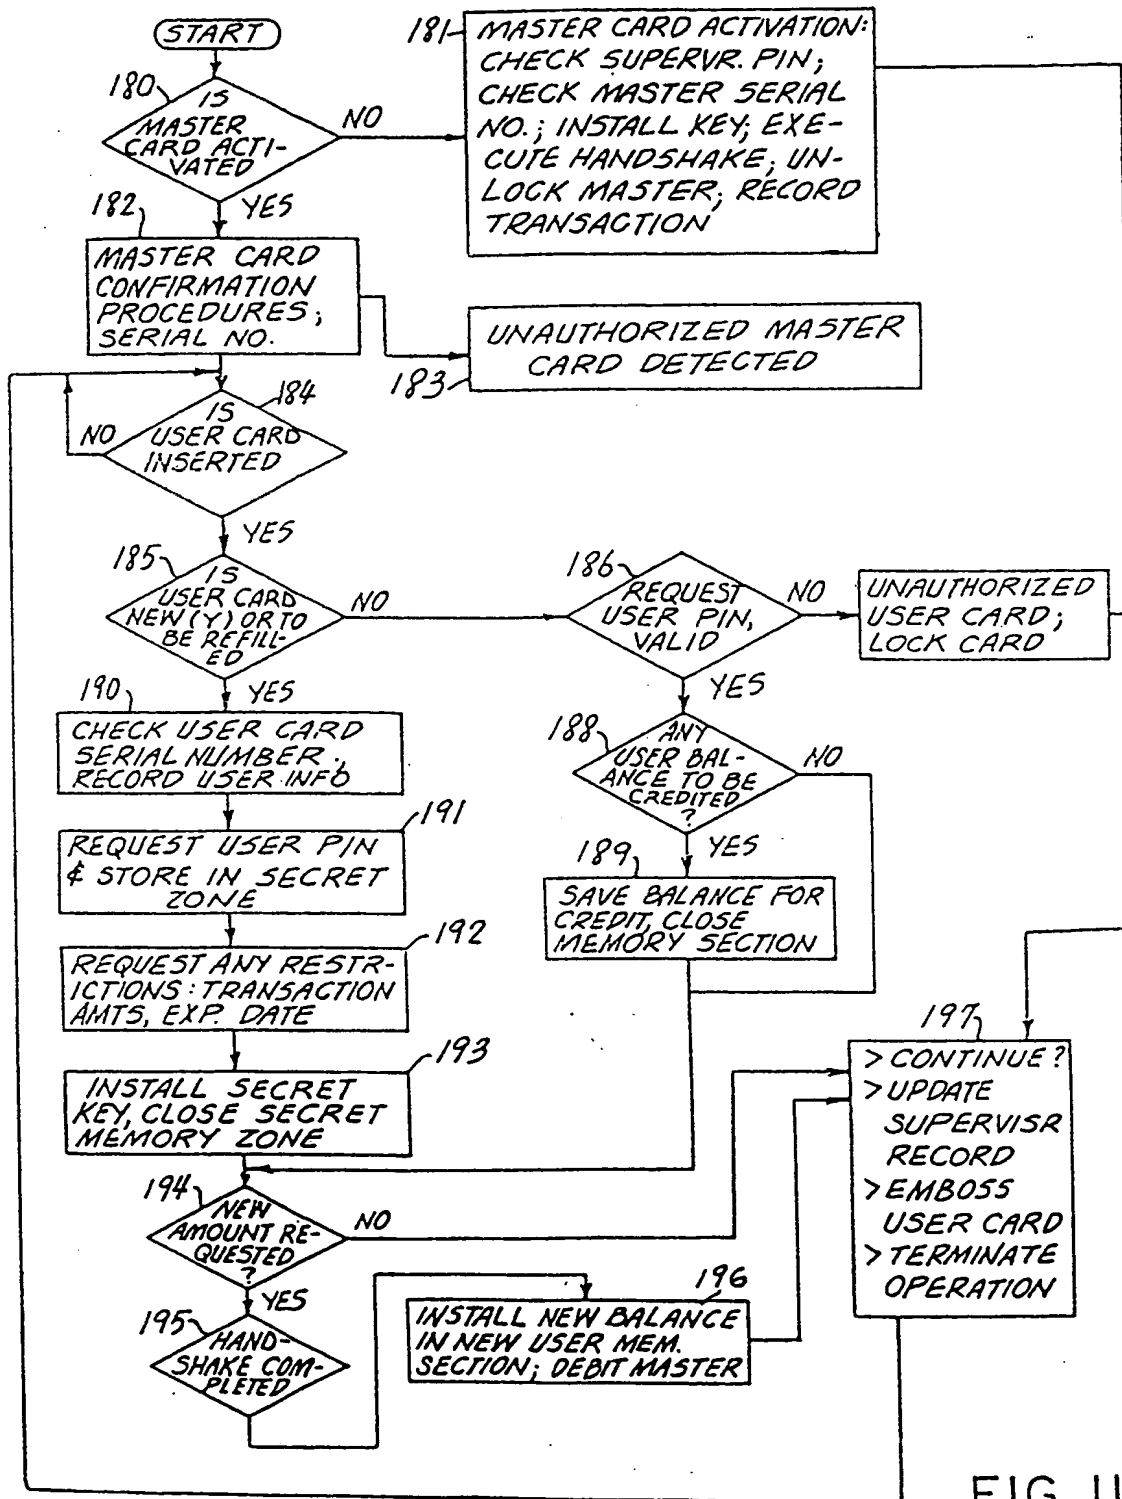 START
180
IS
MASTER
CARD ACTI-
VATED
NO
YES
181
MASTER CARD ACTIVATION:
CHECK SUPERVR. PIN;
CHECK MASTER SERIAL
NO.; INSTALL KEY; EXE-
CUTE HANDSHAKE; UN-
LOCK MASTER; RECORD
TRANSACTION
182
MASTER CARD
CONFIRMATION
PROCEDURES;
SERIAL NO.
UNAUTHORIZED MASTER
CARD DETECTED
183
184
IS
USER CARD
INSERTED
NO
YES
185
IS
USER CARD
NEW (Y) OR TO
BE REFILL-
ED
NO
YES
186
REQUEST
USER PIN,
VALID
NO
YES
UNAUTHORIZED
USER CARD;
LOCK CARD
188
ANY
USER BAL-
ANCE TO BE
CREDITED
?
NO
YES
189
SAVE BALANCE FOR
CREDIT, CLOSE
MEMORY SECTION
190
CHECK USER CARD
SERIAL NUMBER.,
RECORD USER INFO
191
REQUEST USER PIN
& STORE IN SECRET
ZONE
192
REQUEST ANY RESTR-
ICTIONS: TRANSACTION
AMTS, EXP. DATE
193
INSTALL SECRET
KEY, CLOSE SECRET
MEMORY ZONE
194
NEW
AMOUNT RE-
QUESTED
?
NO
YES
195
HAND-
SHAKE COM-
PLETED
196
INSTALL NEW BALANCE
IN NEW USER MEM.
SECTION; DEBIT MASTER
197
> CONTINUE?
> UPDATE
SUPERVISR
RECORD
> EMBOSS
USER CARD
> TERMINATE
OPERATION
FIG. 11